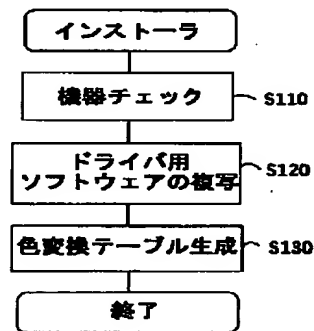 インストーラ
機器チェック
S110
ドライバ用
ソフトウェアの複写
S120
色変換テーブル生成
S130
終了